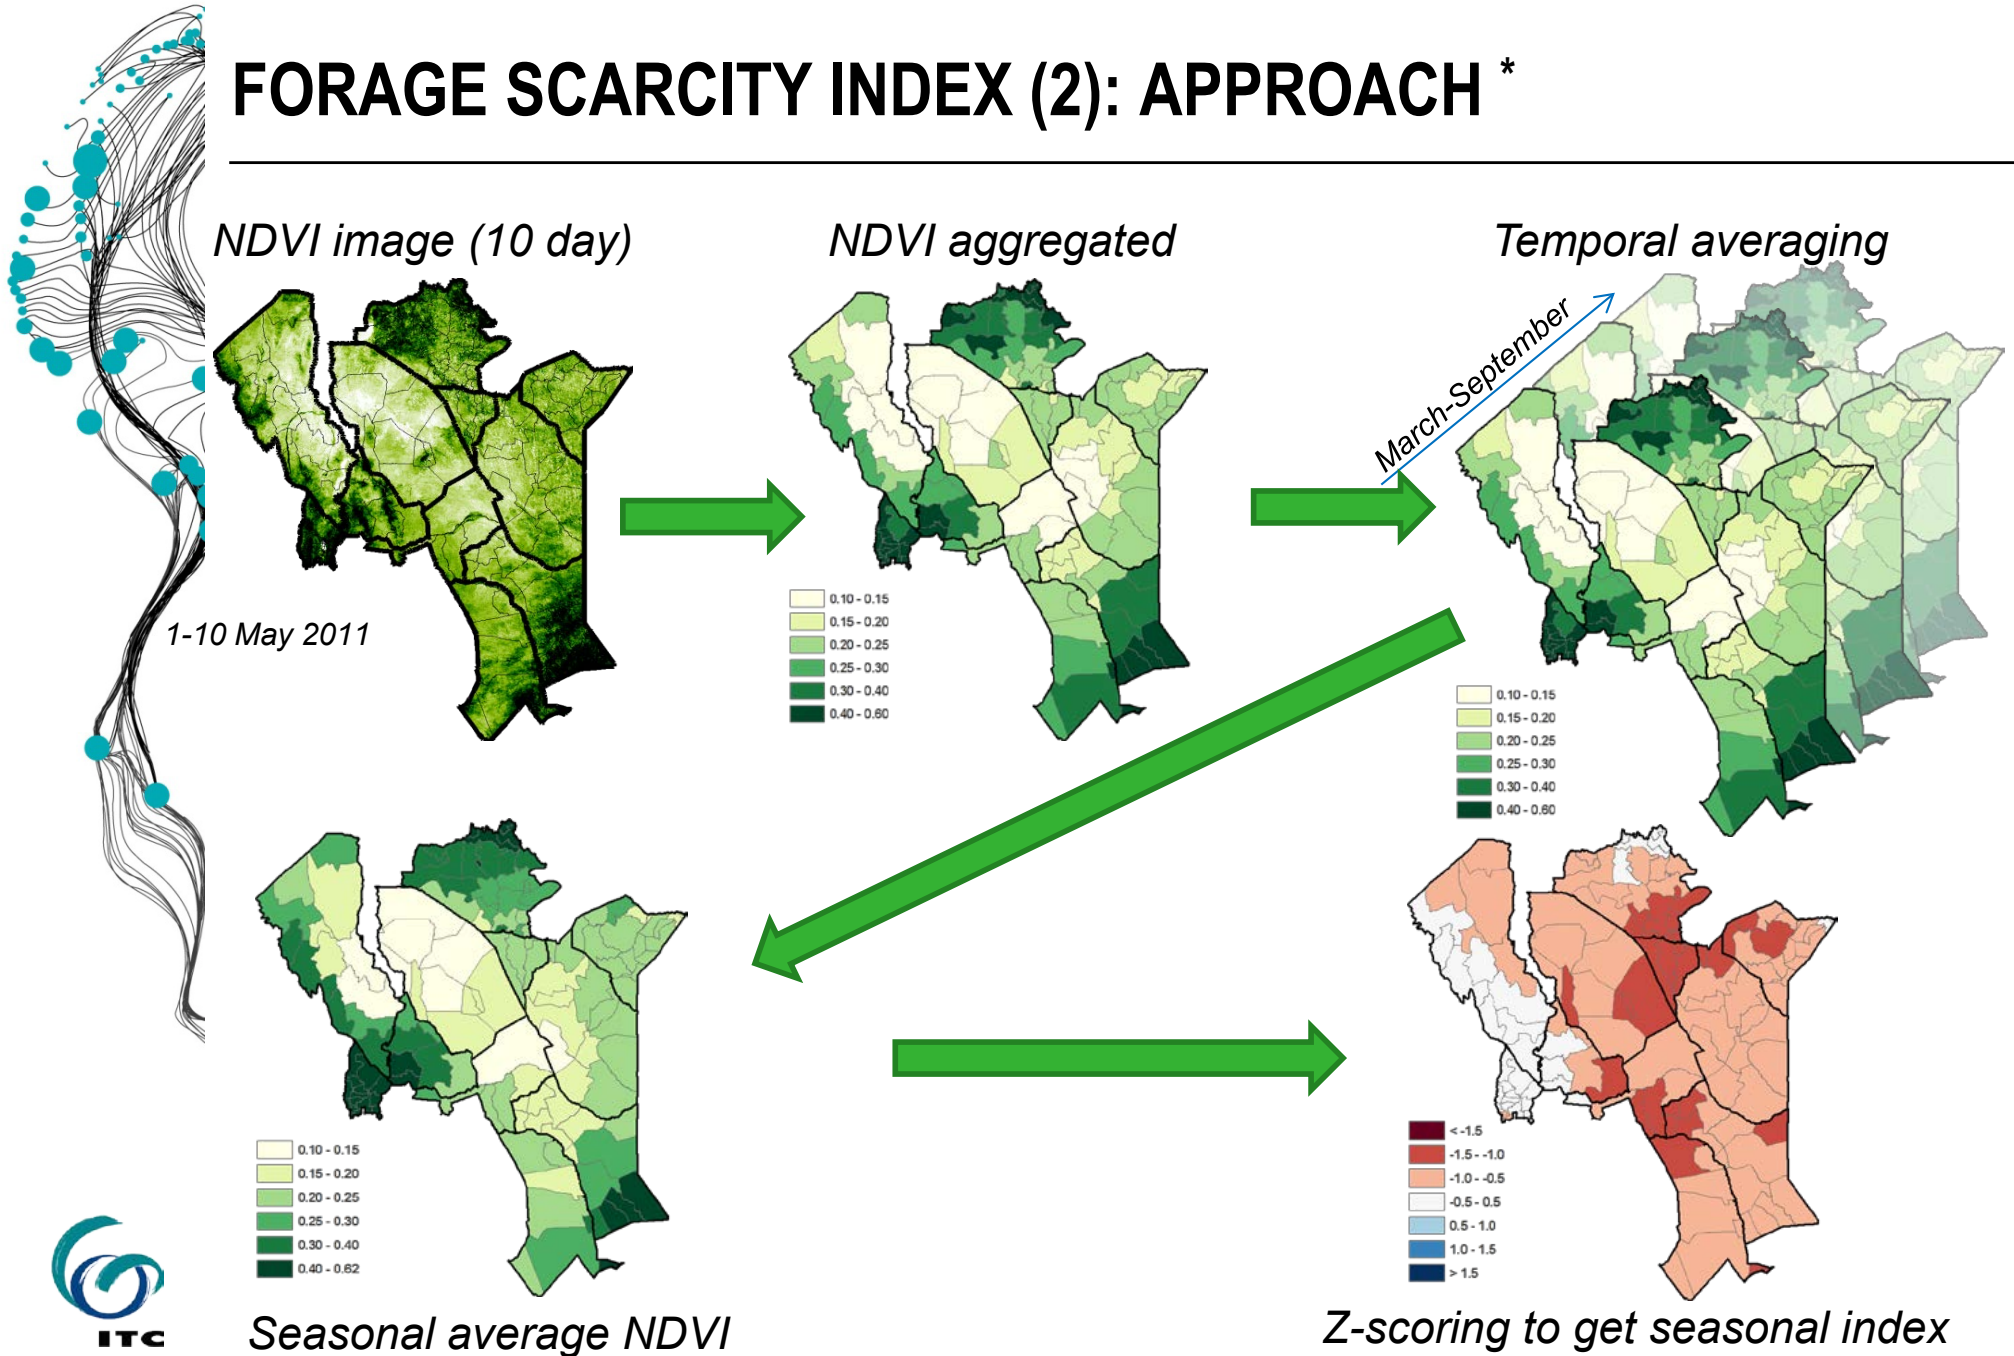 FORAGE SCARCITY INDEX (2): APPROACH *
NDVI image (10 day)
NDVI aggregated
Temporal averaging
March-September
1-10 May 2011
0.10 - 0.15
0.15 - 0.20
0.20 - 0.25
0.25 - 0.30
0.30 - 0.40
0.40 - 0.60
0.10 - 0.15
0.15 - 0.20
0.20 - 0.25
0.25 - 0.30
0.30 - 0.40
0.40 - 0.60
0.10 - 0.15
0.15 - 0.20
0.20 - 0.25
0.25 - 0.30
0.30 - 0.40
0.40 - 0.62
< -1.5
-1.5 - -1.0
-1.0 - -0.5
-0.5 - 0.5
0.5 - 1.0
1.0 - 1.5
> 1.5
ITC
Seasonal average NDVI
Z-scoring to get seasonal index